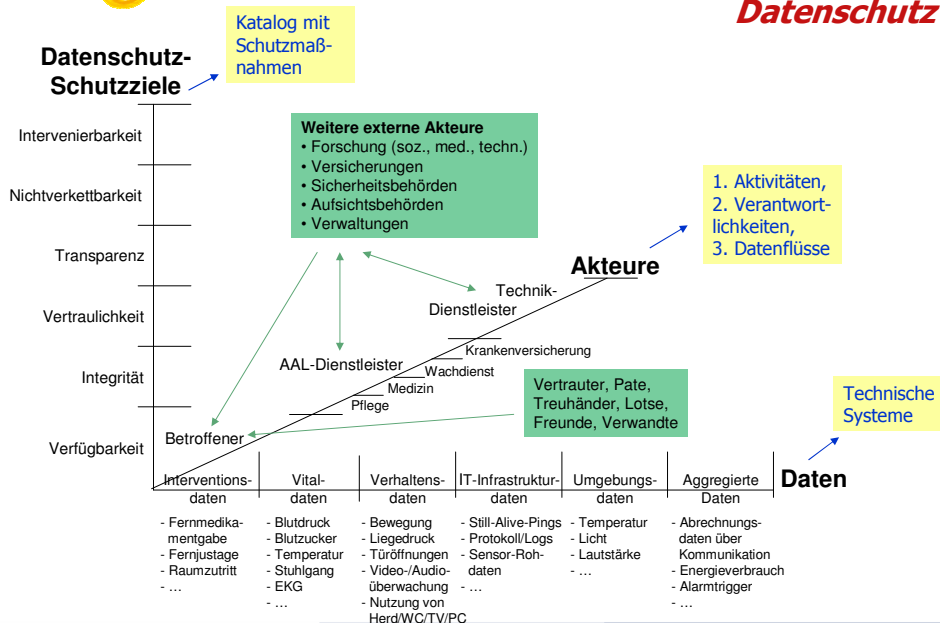 Datenschutz
Katalog mit
Schutzmaß-
nahmen
Datenschutz-
Schutzziele
Intervenierbarkeit
Nichtverkettbarkeit
Transparenz
Vertraulichkeit
Integrität
Verfügbarkeit
Weitere externe Akteure
• Forschung (soz., med., techn.)
• Versicherungen
• Sicherheitsbehörden
• Aufsichtsbehörden
• Verwaltungen
1. Aktivitäten,
2. Verantwort-
lichkeiten,
3. Datenflüsse
Akteure
Technik-
Dienstleister
Krankenversicherung
Wachdienst
AAL-Dienstleister
Medizin
Pflege
Betroffener
Vertrauter, Pate,
Treuhänder, Lotse,
Freunde, Verwandte
Technische
Systeme
Daten
Interventions-
daten
- Fernmedika-
mentgabe
- Fernjustage
- Raumzutritt
- …
Vital-
daten
- Blutdruck
- Blutzucker
- Temperatur
- Stuhlgang
- EKG
- …
Verhaltens-
daten
- Bewegung
- Liegedruck
- Türöffnungen
- Video-/Audio-
überwachung
- Nutzung von
Herd/WC/TV/PC
IT-Infrastruktur-
daten
- Still-Alive-Pings
- Protokoll/Logs
- Sensor-Roh-
daten
- …
Umgebungs-
daten
- Temperatur
- Licht
- Lautstärke
- …
Aggregierte
Daten
- Abrechnungs-
daten über
Kommunikation
- Energieverbrauch
- Alarmtrigger
- …